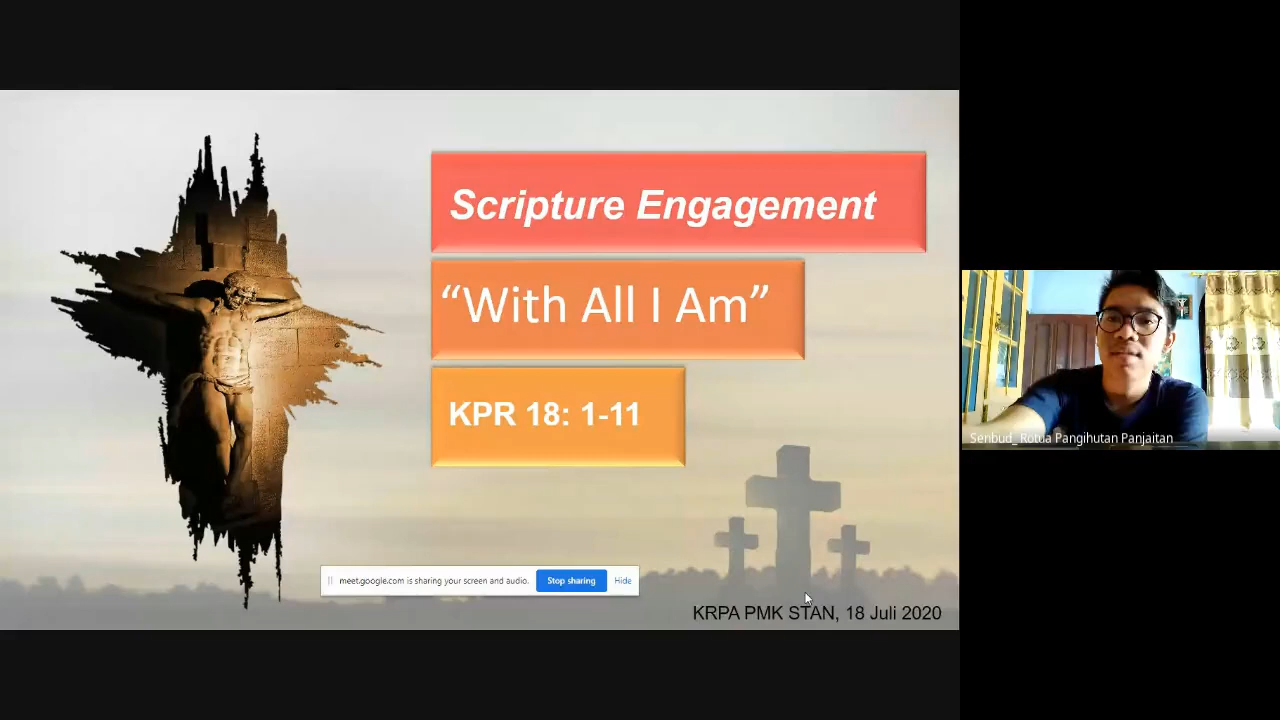 Scripture Engagement
“With All I Am”
KPR 18: 1-11
meet.google.com is sharing your screen and audio. Stop sharing Hide
KRPA PMK STAN, 18 Juli 2020
Senbud_ Rotua Pangihutan Panjaitan